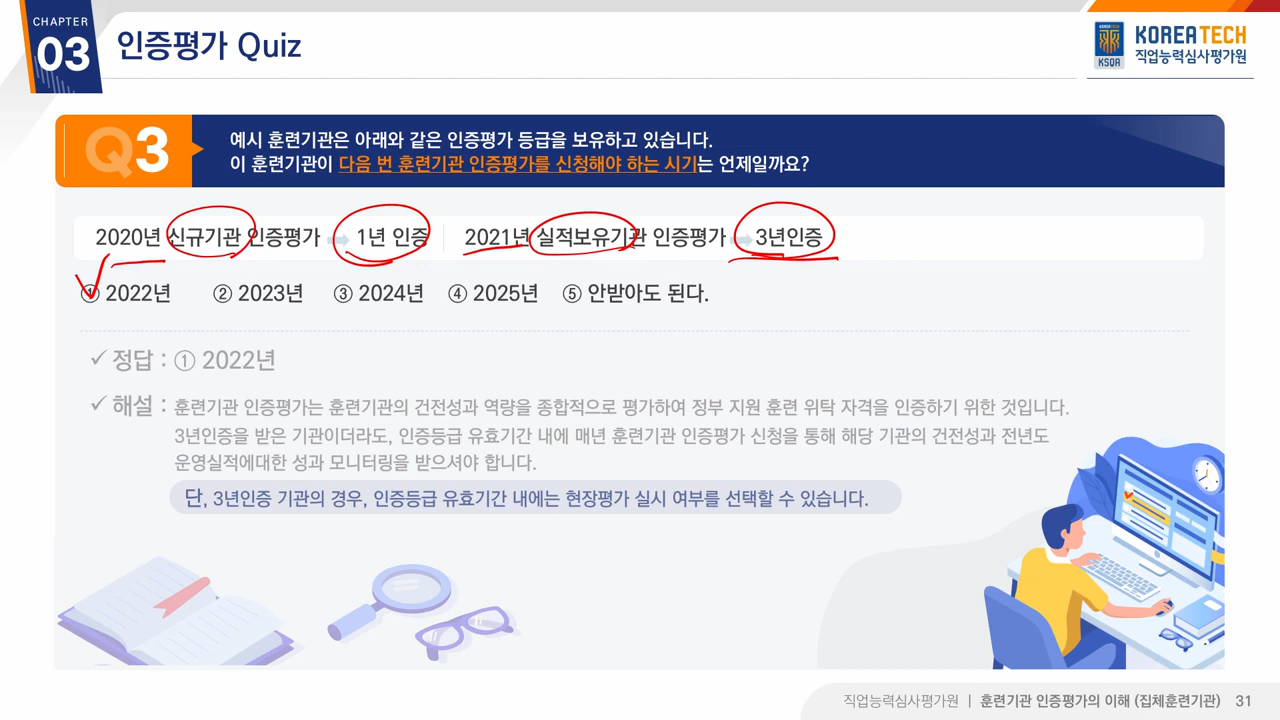 CHAPTER
03
인증평가 Quiz
KOREATECH
직업능력심사평가원
KSQA
Q3
예시 훈련기관은 아래와 같은 인증평가 등급을 보유하고 있습니다.
이 훈련기관이 다음 번 훈련기관 인증평가를 신청해야 하는 시기는 언제일까요?
2020년 신규기관 인증평가 ➡ 1년 인증 2021년 실적보유기관 인증평가 ➡ 3년인증
① 2022년 ② 2023년 ③ 2024년 ④ 2025년 ⑤ 안받아도 된다.
✓ 정답 : ① 2022년
✓ 해설 : 훈련기관 인증평가는 훈련기관의 건전성과 역량을 종합적으로 평가하여 정부 지원 훈련 위탁 자격을 인증하기 위한 것입니다.
3년인증을 받은 기관이더라도, 인증등급 유효기간 내에 매년 훈련기관 인증평가 신청을 통해 해당 기관의 건전성과 전년도
운영실적에대한 성과 모니터링을 받으셔야 합니다.
단, 3년인증 기관의 경우, 인증등급 유효기간 내에는 현장평가 실시 여부를 선택할 수 있습니다.
직업능력심사평가원 | 훈련기관 인증평가의 이해 (집체훈련기관) 31